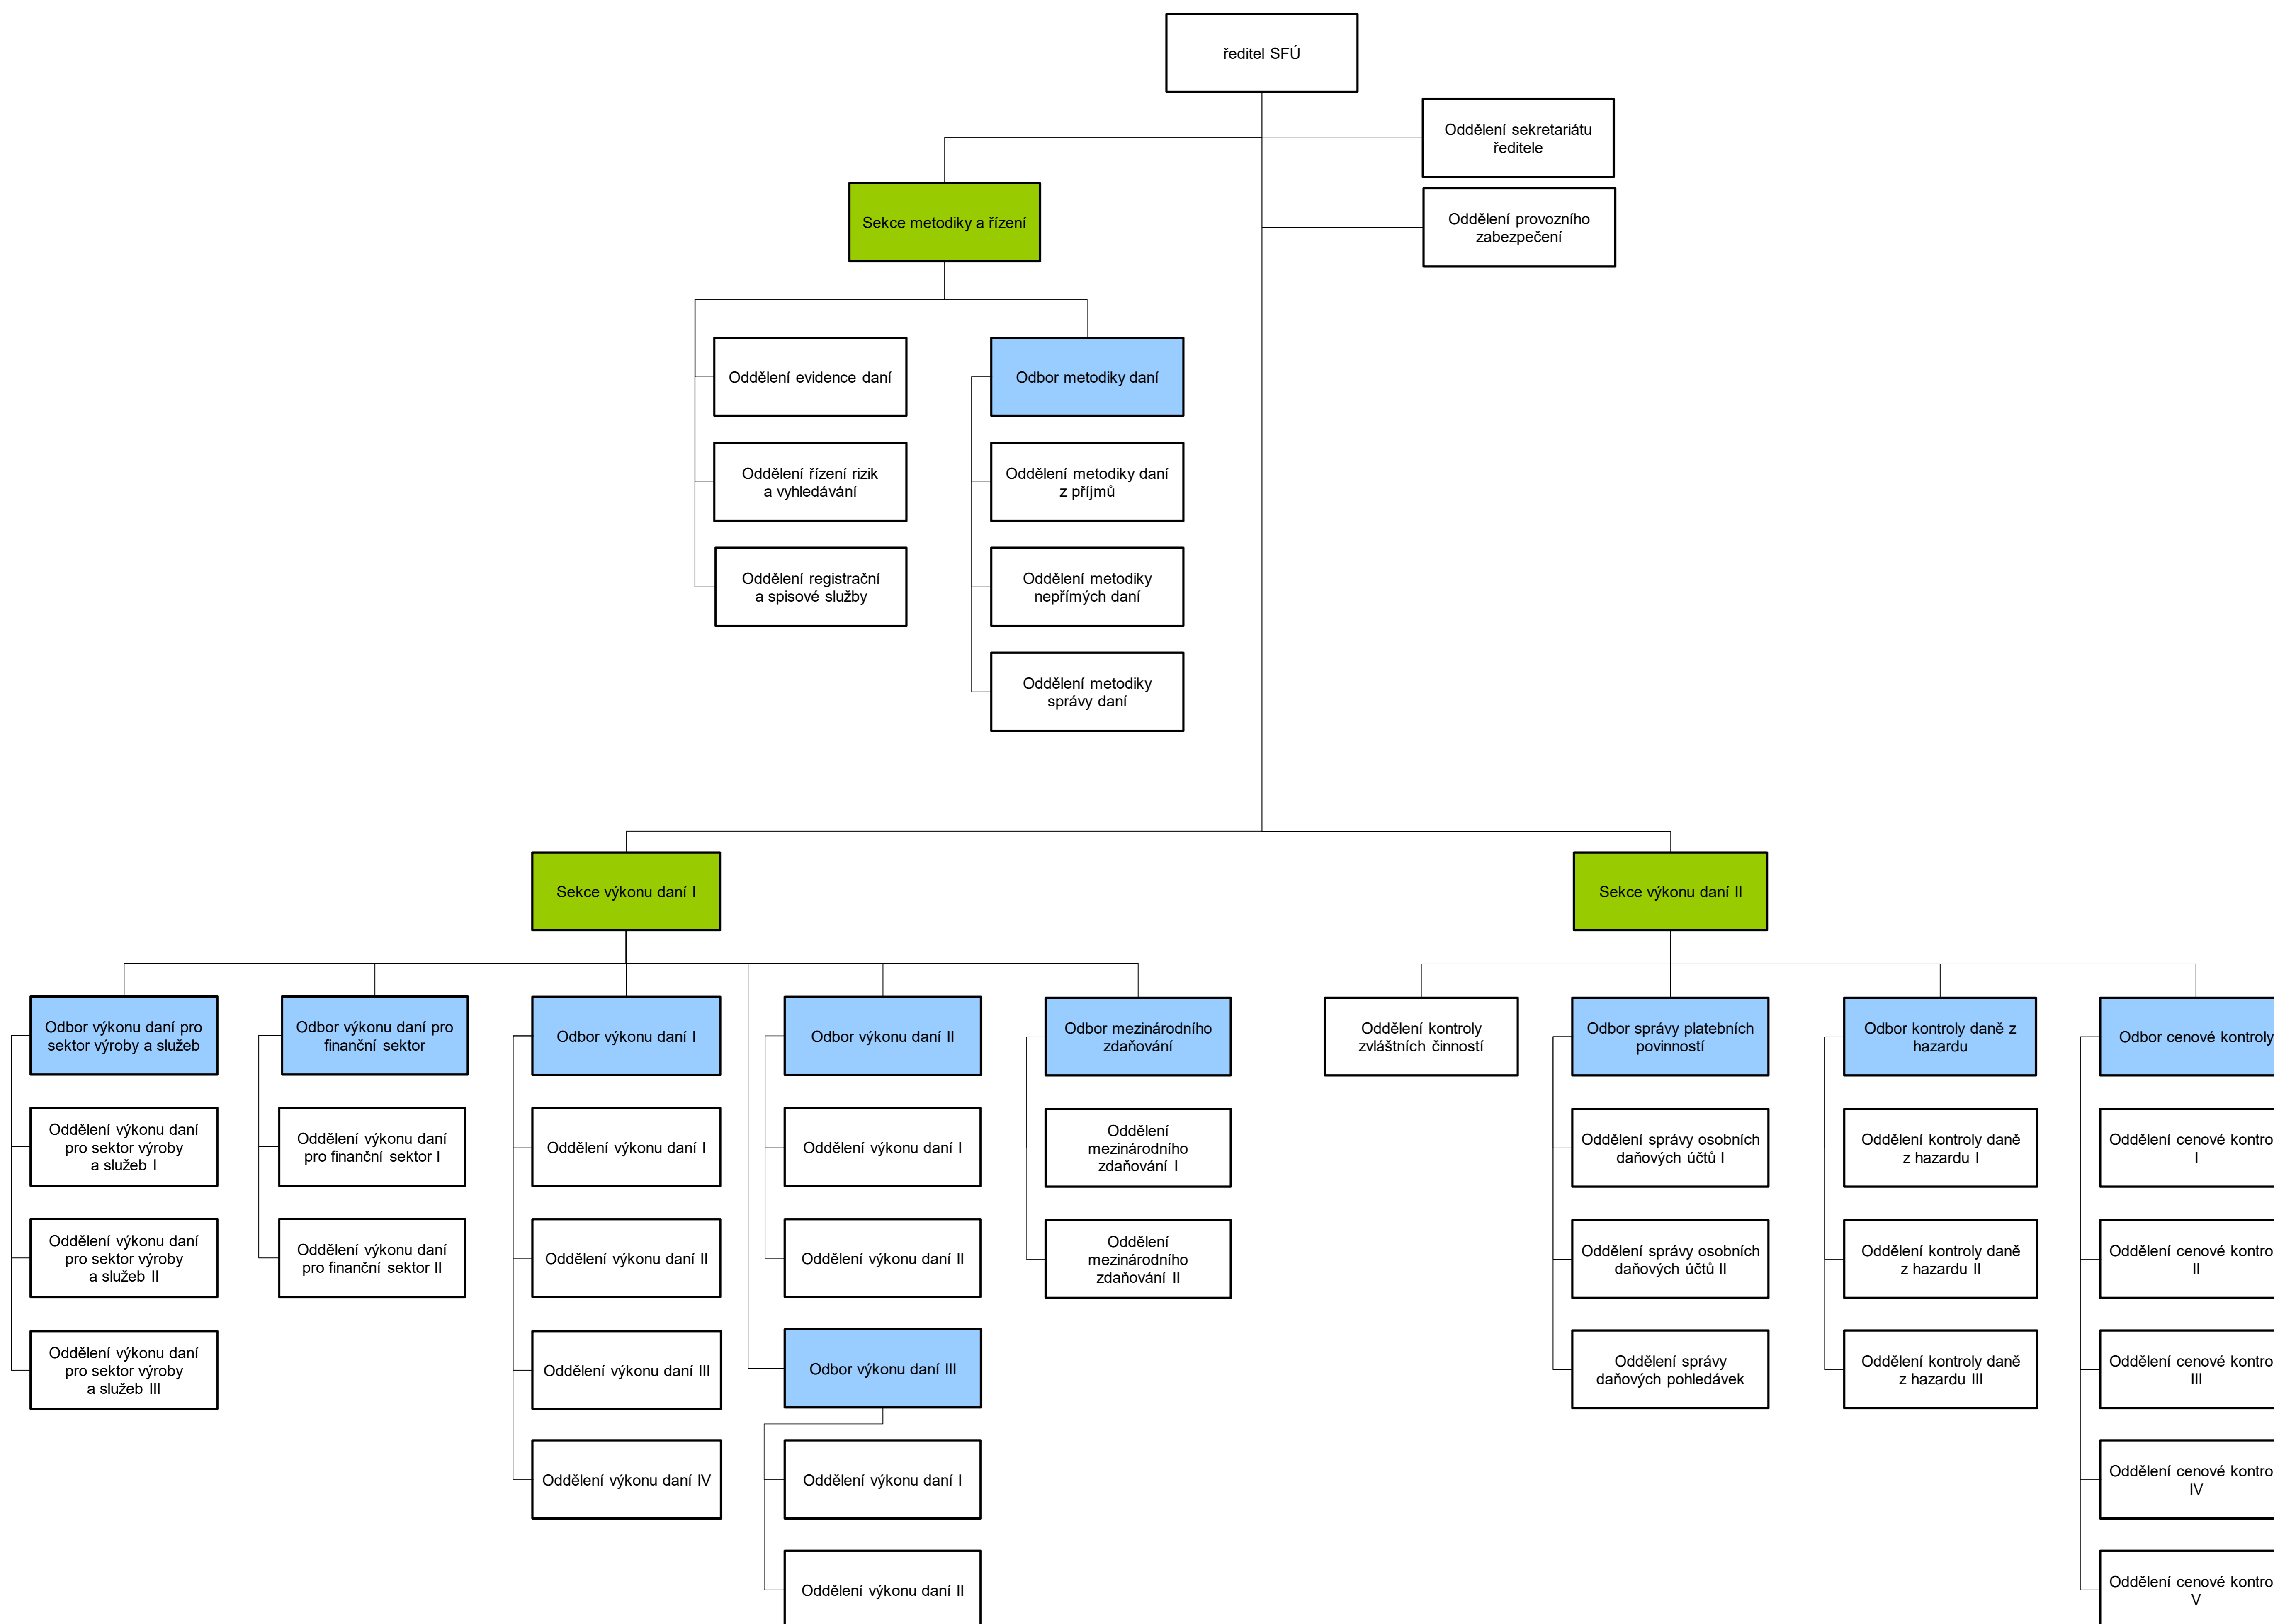 ředitel SFÚ
Oddělení sekretariátu
ředitele
Sekce metodiky a řízení
Oddělení provozního
zabezpečení
Oddělení evidence daní
Odbor metodiky daní
Oddělení řízení rizik
a vyhledávání
Oddělení metodiky daní
z příjmů
Oddělení registrační
a spisové služby
Oddělení metodiky
nepřímých daní
Oddělení metodiky
správy daní
Sekce výkonu daní I
Sekce výkonu daní II
Odbor výkonu daní pro
sektor výroby a služeb
Odbor výkonu daní pro
finanční sektor
Odbor výkonu daní I
Odbor výkonu daní II
Odbor mezinárodního
zdaňování
Oddělení kontroly
zvláštních činností
Odbor správy platebních
povinností
Odbor kontroly daně z
hazardu
Odbor cenové kontroly
Oddělení výkonu daní
pro sektor výroby
a služeb I
Oddělení výkonu daní
pro finanční sektor I
Oddělení výkonu daní I
Oddělení výkonu daní I
Oddělení
mezinárodního
zdaňování I
Oddělení správy osobních
daňových účtů I
Oddělení kontroly daně
z hazardu I
Oddělení cenové kontro
I
Oddělení výkonu daní
pro sektor výroby
a služeb II
Oddělení výkonu daní
pro finanční sektor II
Oddělení výkonu daní II
Oddělení výkonu daní II
Oddělení
mezinárodního
zdaňování II
Oddělení správy osobních
daňových účtů II
Oddělení kontroly daně
z hazardu II
Oddělení cenové kontro
II
Oddělení výkonu daní
pro sektor výroby
a služeb III
Oddělení výkonu daní III
Odbor výkonu daní III
Oddělení správy
daňových pohledávek
Oddělení kontroly daně
z hazardu III
Oddělení cenové kontro
III
Oddělení výkonu daní IV
Oddělení výkonu daní I
Oddělení cenové kontro
IV
Oddělení výkonu daní II
Oddělení cenové kontro
V